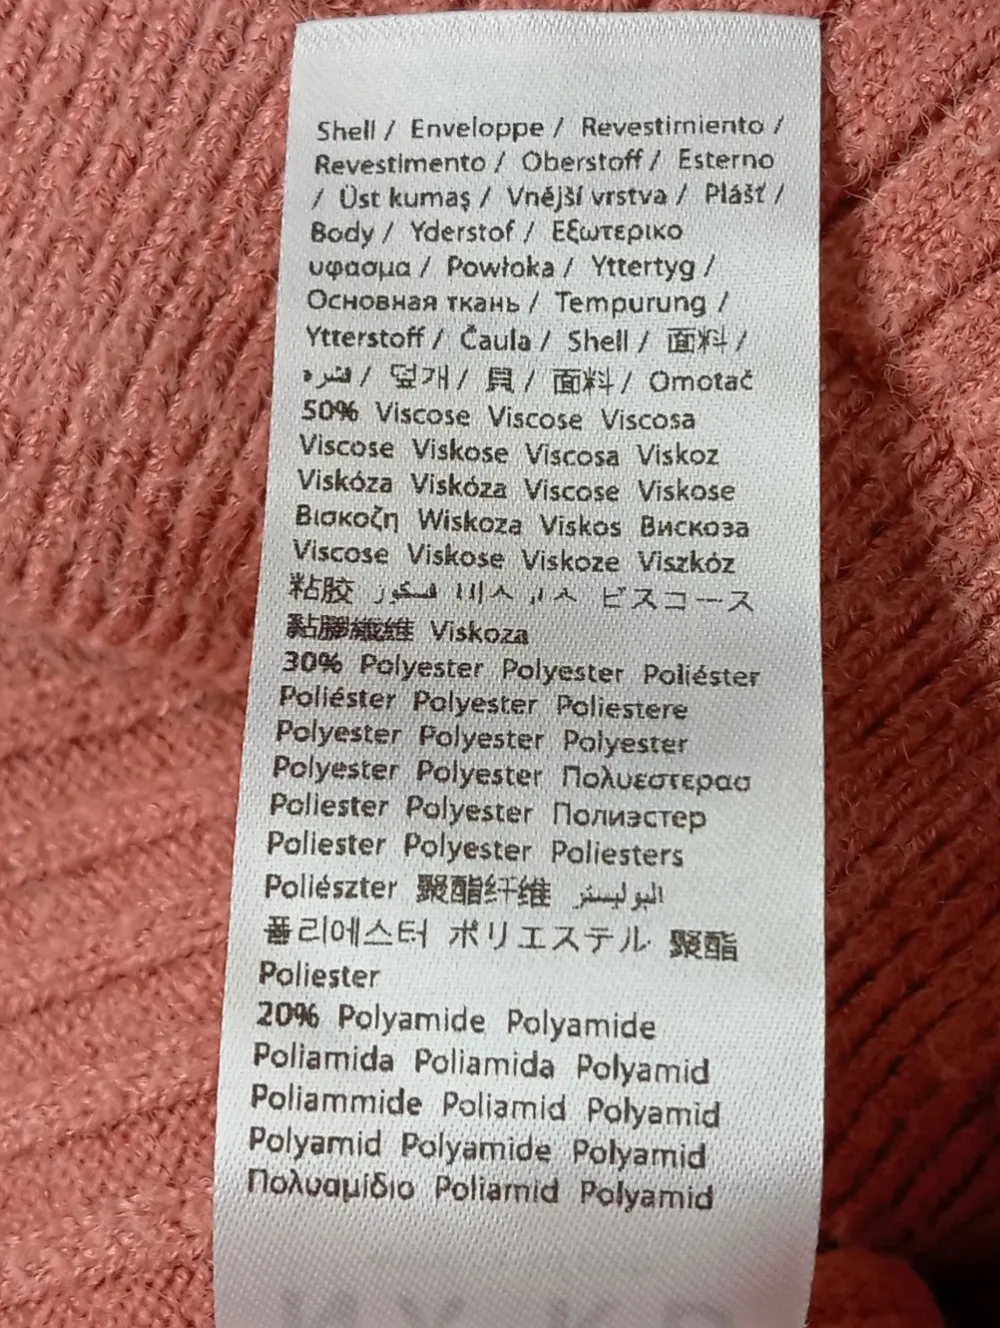 Shell / Enveloppe / Revestimiento /
Revestimento / Oberstoff / Esterno
/ Üst kumaş / Vnější vrstva / Plášť /
Body / Yderstof / Εξωτερικο
υφασμα / Powłoka / Yttertyg /
Основная ткань / Tempurung /
Ytterstoff / Čaula / Shell / 面料 /
قشره / 덮개 / 貝 / 面料 / Omotač
50% Viscose Viscose Viscosa
Viscose Viskose Viscosa Viskoz
Viskóza Viskóza Viscose Viskose
Βισκοζη Wiskoza Viskos Вискоза
Viscose Viskose Viskoze Viszkóz
粘胶 فسكوز 비스코스 ビスコース
黏膠纖維 Viskoza
30% Polyester Polyester Poliéster
Poliéster Polyester Poliestere
Polyester Polyester Polyester
Polyester Polyester Πολυεστερασ
Poliester Polyester Полиэстер
Poliester Polyester Poliesters
Poliészter 聚酯纤维 البوليستر
폴리에스터 ポリエステル 聚酯
Poliester
20% Polyamide Polyamide
Poliamida Poliamida Polyamid
Poliammide Poliamid Polyamid
Polyamid Polyamide Polyamid
Πολυαμίδιο Poliamid Polyamid